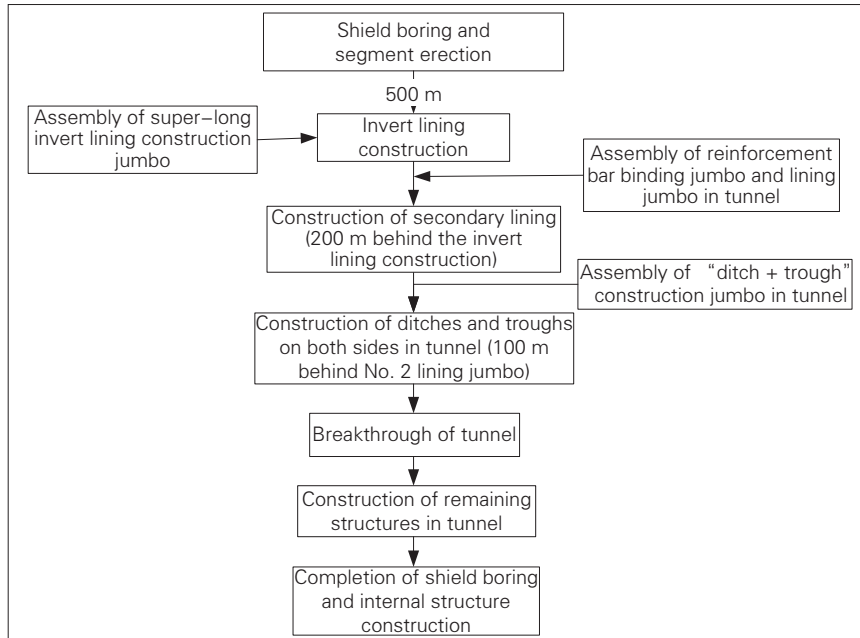 Shield boring and
segment erection
500 m
Assembly of super–long
invert lining construction
jumbo
Invert lining
construction
Assembly of reinforcement
bar binding jumbo and lining
jumbo in tunnel
Construction of secondary lining
(200 m behind the invert
lining construction)
Assembly of “ditch + trough”
construction jumbo in tunnel
Construction of ditches and troughs
on both sides in tunnel (100 m
behind No. 2 lining jumbo)
Breakthrough of tunnel
Construction of remaining
structures in tunnel
Completion of shield boring
and internal structure
construction